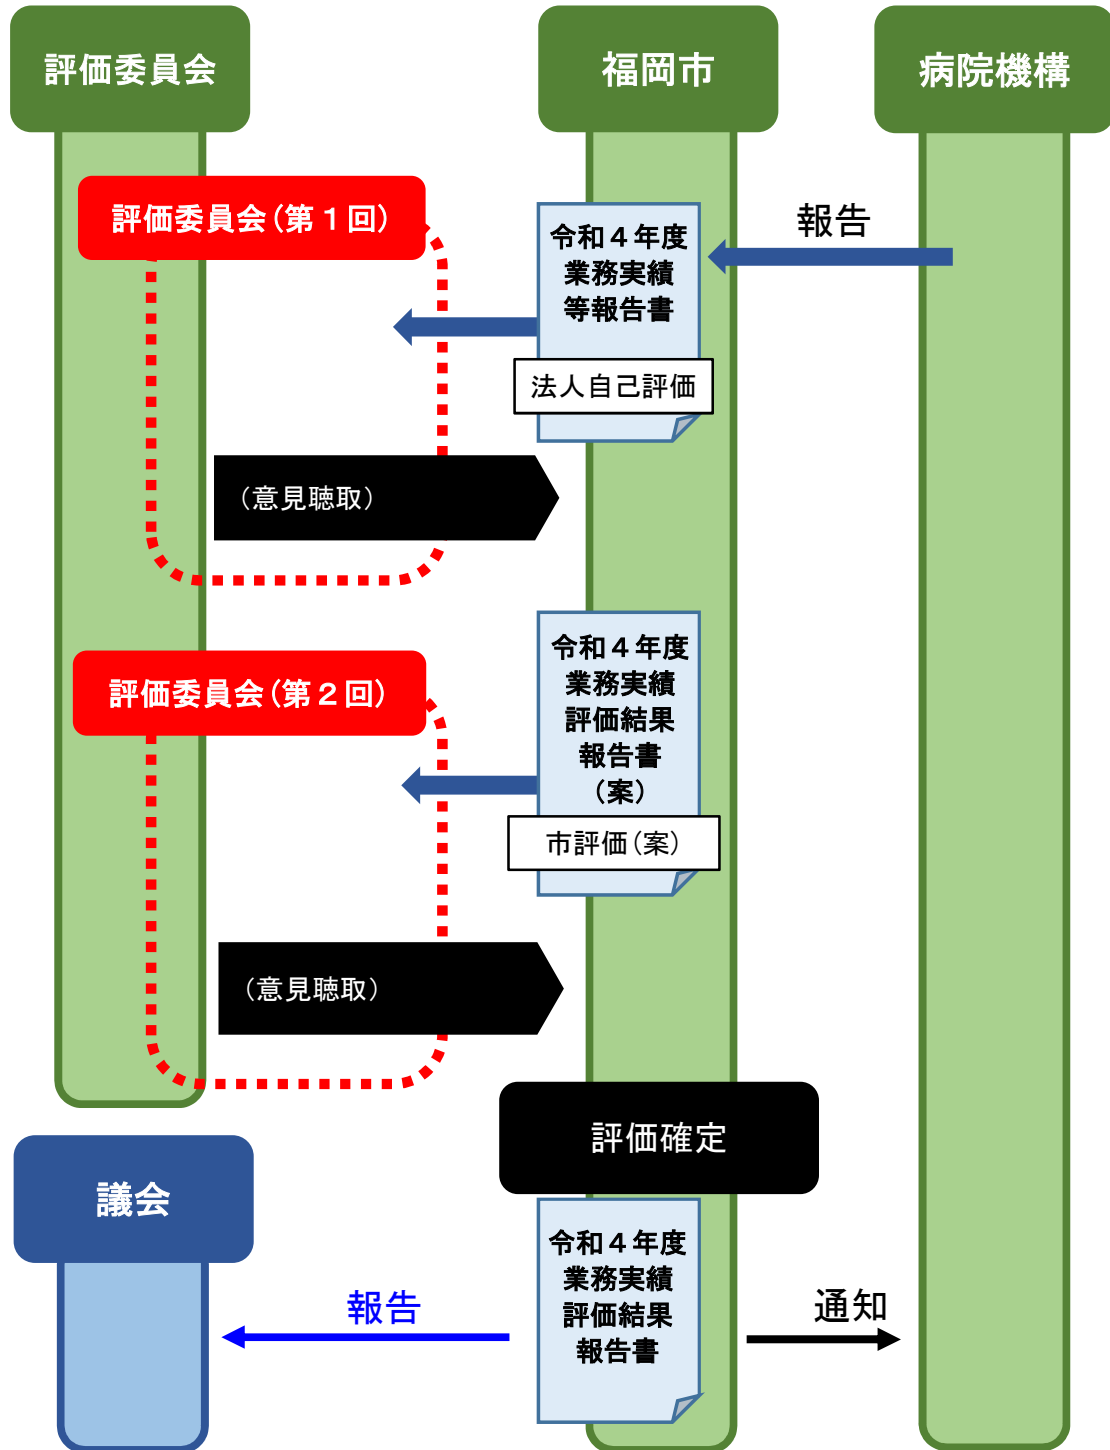 評価委員会
福岡市
病院機構
評価委員会（第１回）
令和４年度
業務実績
等報告書
法人自己評価
報告
（意見聴取）
評価委員会（第２回）
令和４年度
業務実績
評価結果
報告書
（案）
市評価（案）
（意見聴取）
評価確定
議会
令和４年度
業務実績
評価結果
報告書
報告
通知